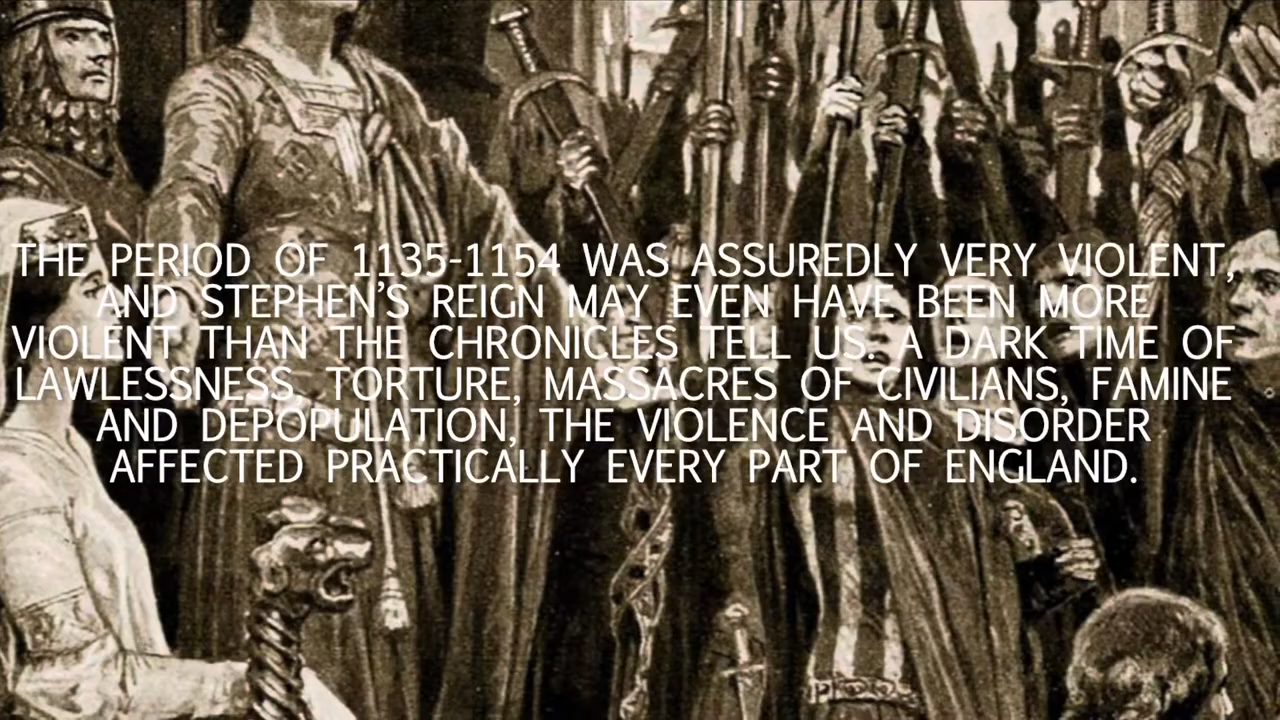 THE PERIOD OF 1135-1154 WAS ASSUREDLY VERY VIOLENT,
AND STEPHEN’S REIGN MAY EVEN HAVE BEEN MORE
VIOLENT THAN THE CHRONICLES TELL US. A DARK TIME OF
LAWLESSNESS, TORTURE, MASSACRES OF CIVILIANS, FAMINE
AND DEPOPULATION, THE VIOLENCE AND DISORDER
AFFECTED PRACTICALLY EVERY PART OF ENGLAND.